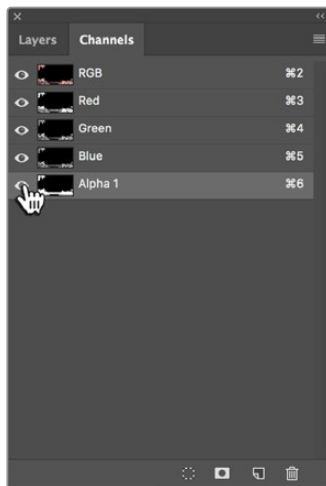 Layers Channels
RGB ⌘2
Red ⌘3
Green ⌘4
Blue ⌘5
Alpha 1 ⌘6